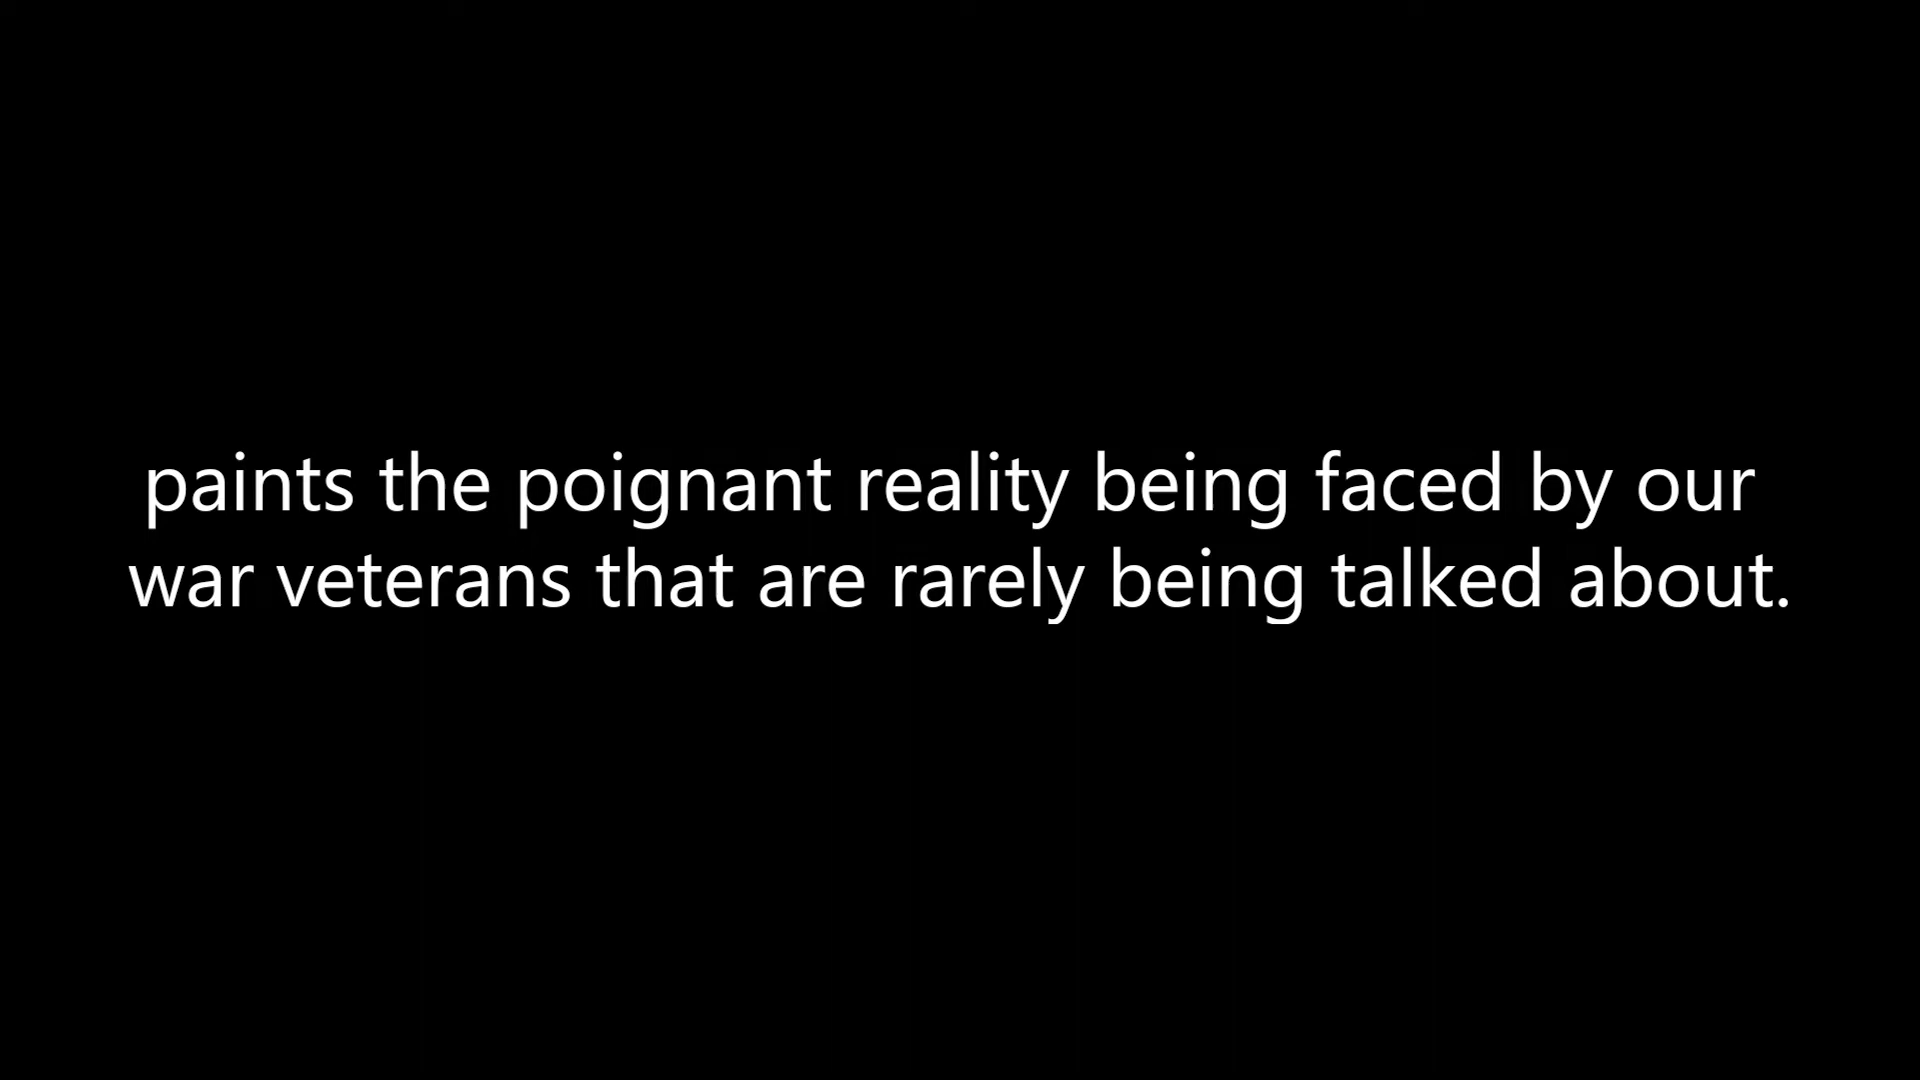 paints the poignant reality being faced by our
war veterans that are rarely being talked about.